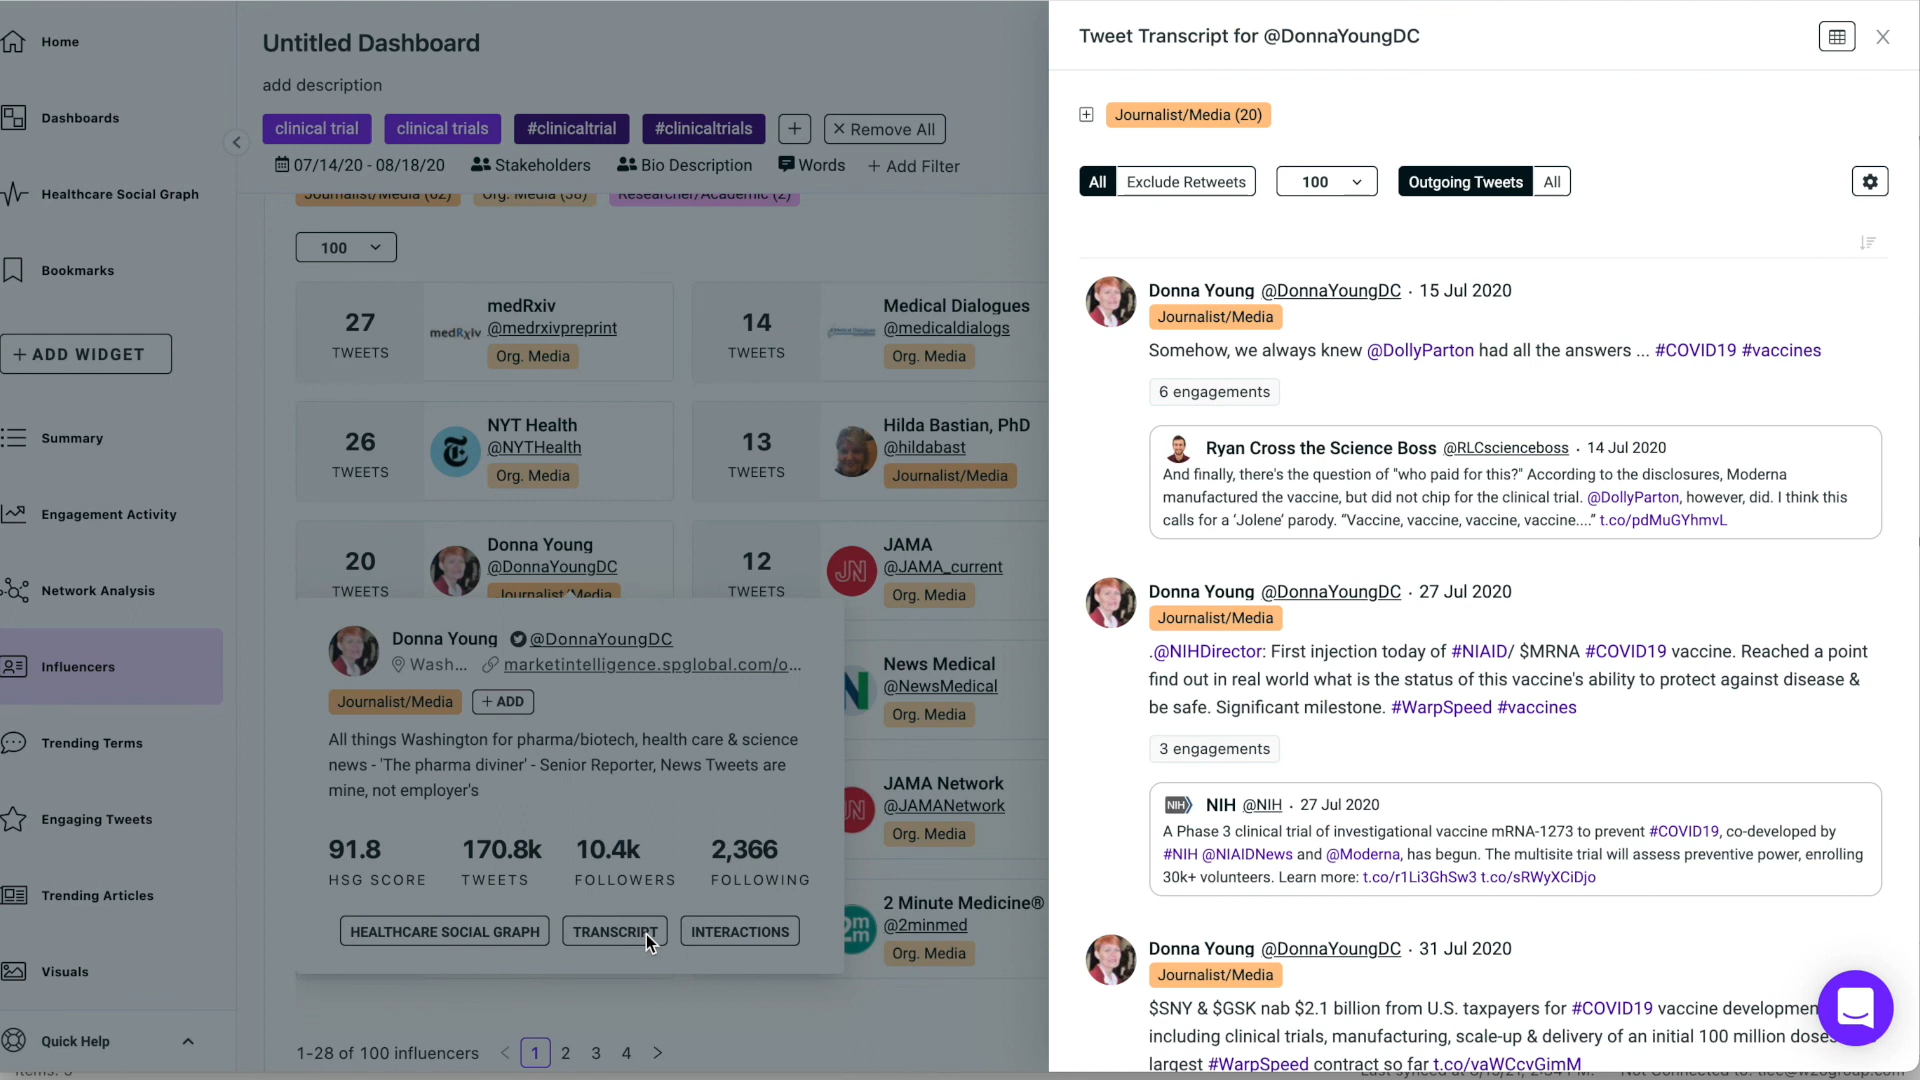 Home
Dashboards
Healthcare Social Graph
Bookmarks
+ ADD WIDGET
Summary
Engagement Activity
Network Analysis
Influencers
Trending Terms
Engaging Tweets
Trending Articles
Visuals
Quick Help
Untitled Dashboard
add description
clinical trial
clinical trials
#clinicaltrial
#clinicaltrials
+
× Remove All
07/14/20 - 08/18/20
Stakeholders
Bio Description
Words
+ Add Filter
Journalist/Media (62)
Org. Media (38)
Researcher/Academic (2)
100
27
TWEETS
medRxiv
medRxiv
@medrxivpreprint
Org. Media
14
TWEETS
Medical Dialogues
@medicaldialogs
Org. Media
26
TWEETS
NYT Health
@NYTHealth
Org. Media
13
TWEETS
Hilda Bastian, PhD
@hildabast
Journalist/Media
20
TWEETS
Donna Young
@DonnaYoungDC
Journalist/Media
12
TWEETS
JN
JAMA
@JAMA_current
Org. Media
Donna Young @DonnaYoungDC
Wash... marketintelligence.spglobal.com/o...
Journalist/Media + ADD
All things Washington for pharma/biotech, health care & science
news - 'The pharma diviner' - Senior Reporter, News Tweets are
mine, not employer's
91.8
HSG SCORE
170.8k
TWEETS
10.4k
FOLLOWERS
2,366
FOLLOWING
HEALTHCARE SOCIAL GRAPH
TRANSCRIPT
INTERACTIONS
N
News Medical
@NewsMedical
Org. Media
JN
JAMA Network
@JAMANetwork
Org. Media
2
mm
2 Minute Medicine®
@2minmed
Org. Media
1-28 of 100 influencers < 1 2 3 4 >
Tweet Transcript for @DonnaYoungDC
Journalist/Media (20)
All Exclude Retweets
100
Outgoing Tweets All
Donna Young @DonnaYoungDC · 15 Jul 2020
Journalist/Media
Somehow, we always knew @DollyParton had all the answers ... #COVID19 #vaccines
6 engagements
Ryan Cross the Science Boss @RLCscienceboss · 14 Jul 2020
And finally, there's the question of "who paid for this?" According to the disclosures, Moderna
manufactured the vaccine, but did not chip for the clinical trial. @DollyParton, however, did. I think this
calls for a ‘Jolene’ parody. “Vaccine, vaccine, vaccine, vaccine....” t.co/pdMuGYhmvL
Donna Young @DonnaYoungDC · 27 Jul 2020
Journalist/Media
.@NIHDirector: First injection today of #NIAID/ $MRNA #COVID19 vaccine. Reached a point
find out in real world what is the status of this vaccine's ability to protect against disease &
be safe. Significant milestone. #WarpSpeed #vaccines
3 engagements
NIH
NIH @NIH · 27 Jul 2020
A Phase 3 clinical trial of investigational vaccine mRNA-1273 to prevent #COVID19, co-developed by
#NIH @NIAIDNews and @Moderna, has begun. The multisite trial will assess preventive power, enrolling
30k+ volunteers. Learn more: t.co/r1Li3GhSw3 t.co/sRWyXCiDjo
Donna Young @DonnaYoungDC · 31 Jul 2020
Journalist/Media
$SNY & $GSK nab $2.1 billion from U.S. taxpayers for #COVID19 vaccine developmen
including clinical trials, manufacturing, scale-up & delivery of an initial 100 million doses
largest #WarpSpeed contract so far t.co/vaWCcvGimM